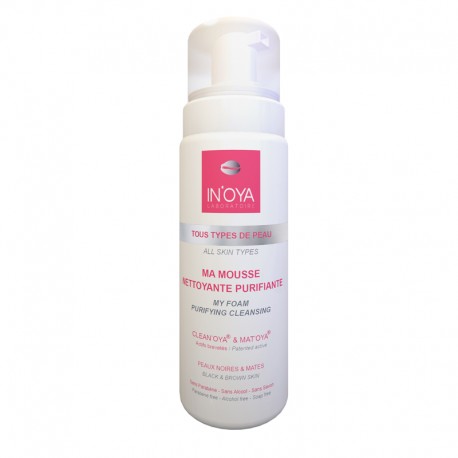 IN'OYA
LABORATOIRE
TOUS TYPES DE PEAU
ALL SKIN TYPES
MA MOUSSE
NETTOYANTE PURIFIANTE
MY FOAM
PURIFYING CLEANSING
CLEAN'OYA® & MAT'OYA®
Actifs brevetés / Patented active
PEAUX NOIRES & MATES
BLACK & BROWN SKIN
Sans Parabène - Sans Alcool - Sans Savon
Parabens free - Alcohol free - Soap free